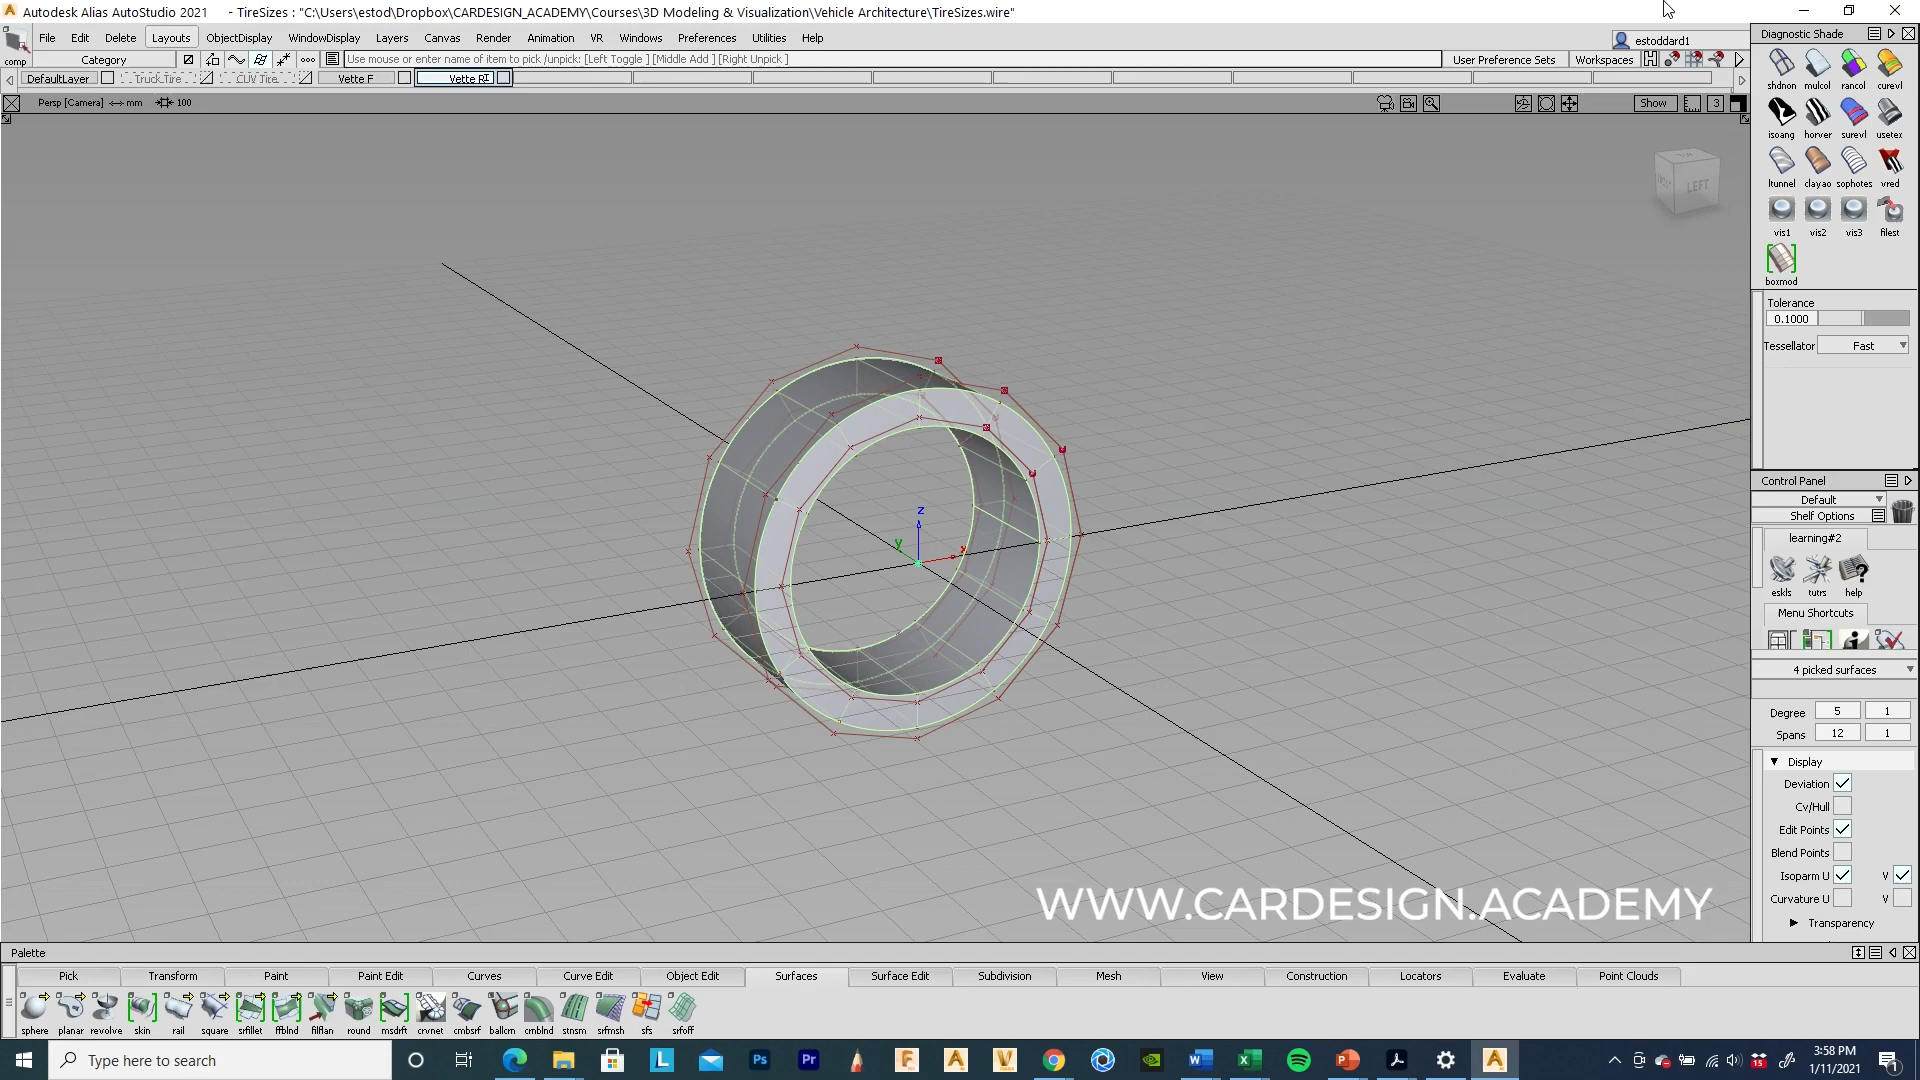 Autodesk Alias AutoStudio 2021 - TireSizes : "C:\Users\estod\Dropbox\CARDESIGN_ACADEMY\Courses\3D Modeling & Visualization\Vehicle Architecture\TireSizes.wire"
comp File Edit Delete Layouts ObjectDisplay WindowDisplay Layers Canvas Render Animation VR Windows Preferences Utilities Help
estoddard1
Category Use mouse or enter name of item to pick /unpick: [Left Toggle ] [Middle Add ] [Right Unpick ] User Preference Sets Workspaces
DefaultLayer Truck Tire CUV Tire Vette F Vette RT
Persp [Camera] <-> mm 100 Show 3
LEFT
z
y
x
Diagnostic Shade
shdnon mulcol rancol curevl
isoang horver surevl usetex
ltunnel clayao sophotes vred
vis1 vis2 vis3 filest
boxmod
Tolerance
0.1000
Tessellator Fast
Control Panel
Default
Shelf Options
learning#2
eskls tutrs help
Menu Shortcuts
4 picked surfaces
Degree 5 1
Spans 12 1
Display
Deviation
Cv/Hull
Edit Points
Blend Points
Isoparm U V
Curvature U V
Transparency
WWW.CARDESIGN.ACADEMY
Palette
Pick Transform Paint Paint Edit Curves Curve Edit Object Edit Surfaces Surface Edit Subdivision Mesh View Construction Locators Evaluate Point Clouds
sphere planar revolve skin rail square srfillet ffblnd filflan round msdrft crvnet cmbsrf ballcrn crnblnd stnsm srfmsh sfs srfoff
Type here to search
Ps Pr
3:58 PM
1/11/2021